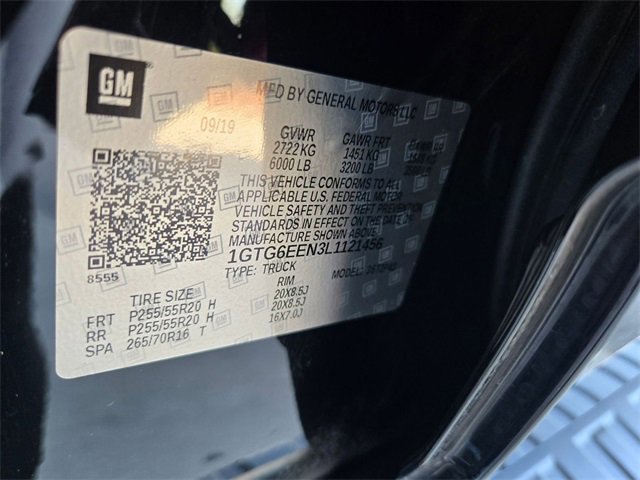 GM
MFD BY GENERAL MOTORS LLC
09/19
GVWR GAWR FRT
2722 KG 1451 KG
6000 LB 3200 LB
THIS VEHICLE CONFORMS TO ALL
APPLICABLE U.S. FEDERAL MOTOR
VEHICLE SAFETY AND THEFT PREVENTION
STANDARDS IN EFFECT ON THE DATE OF
MANUFACTURE SHOWN ABOVE.
1GTG6EEN3L1121456
8555
TYPE: TRUCK MODEL:
TIRE SIZE RIM
FRT P255/55R20 H 20X8.5J
RR P255/55R20 H 20X8.5J
SPA 265/70R16 T 16X7.0J